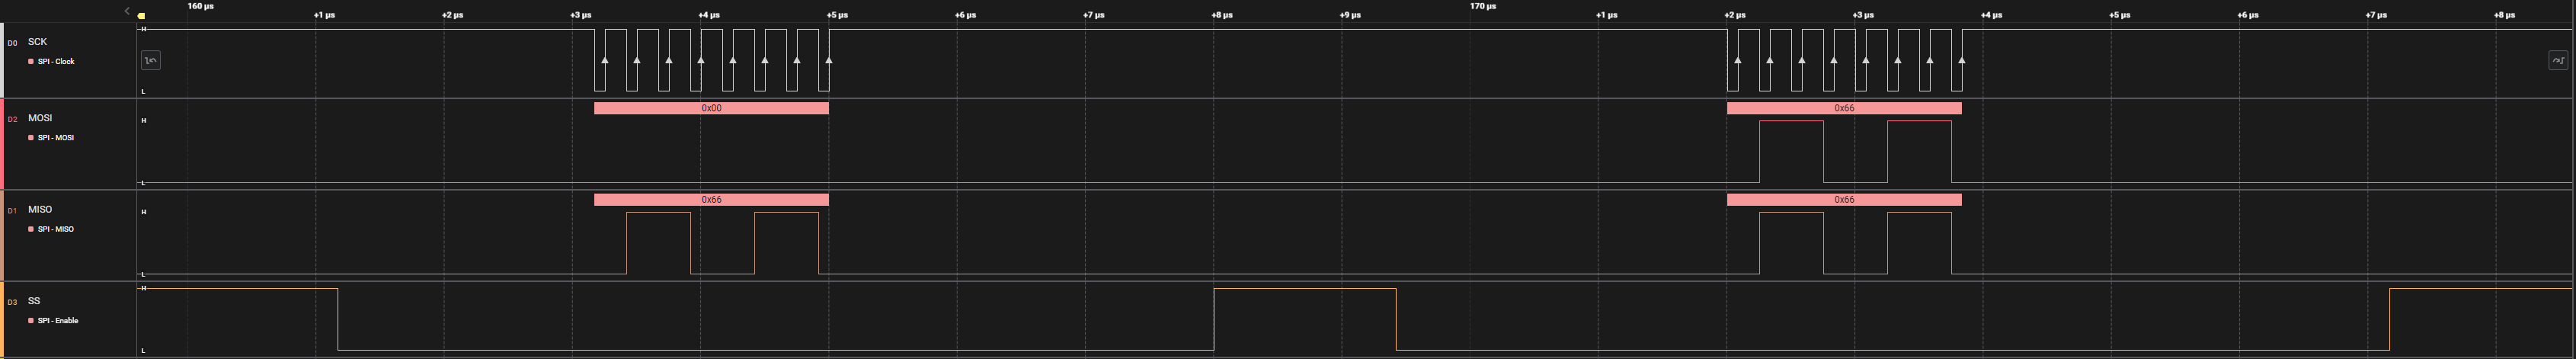 160 µs
+1 µs +2 µs +3 µs +4 µs +5 µs +6 µs +7 µs +8 µs +9 µs
170 µs
+1 µs +2 µs +3 µs +4 µs +5 µs +6 µs +7 µs +8 µs
D0 SCK
SPI - Clock
H
L
D2 MOSI
SPI - MOSI
H
L
0x00 0x66
D1 MISO
SPI - MISO
H
L
0x66 0x66
D3 SS
SPI - Enable
H
L